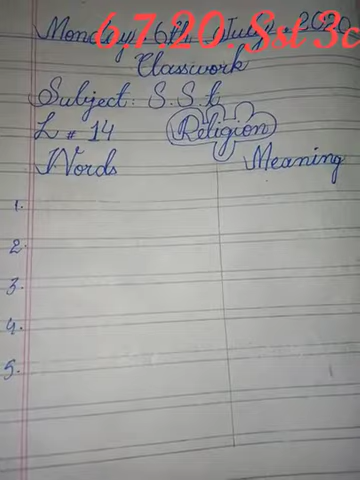 Monday 6th July 2020
6.7.20.Sst 3c
Classwork
Subject: S.S.t
L # 14 Religion
Words Meaning
1.
2.
3.
4.
5.